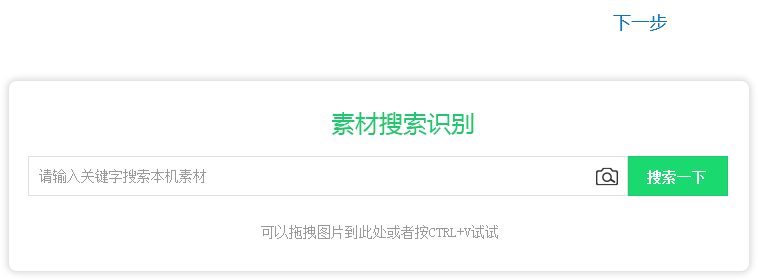 下一步
素材搜索识别
请输入关键字搜索本机素材
搜索一下
可以拖拽图片到此处或者按CTRL+V试试